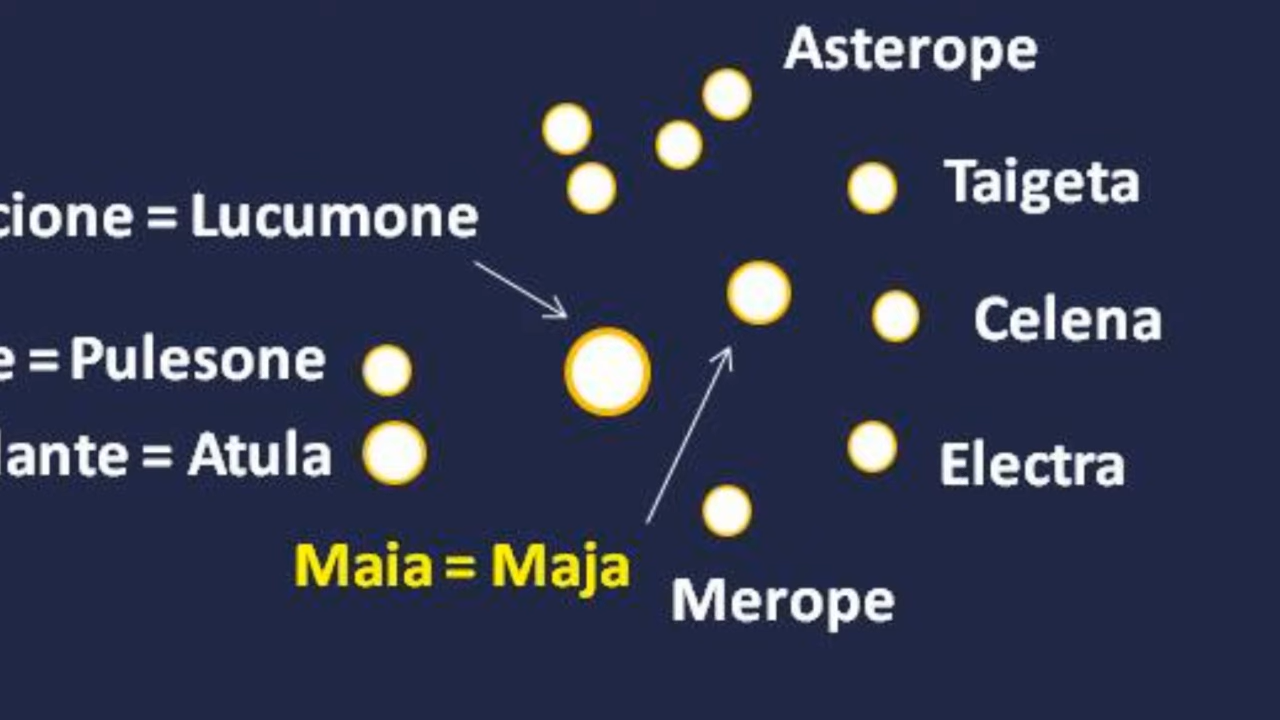 Asterope
Taigeta
cione = Lucumone
Celena
e = Pulesone
lante = Atula
Electra
Maia = Maja
Merope